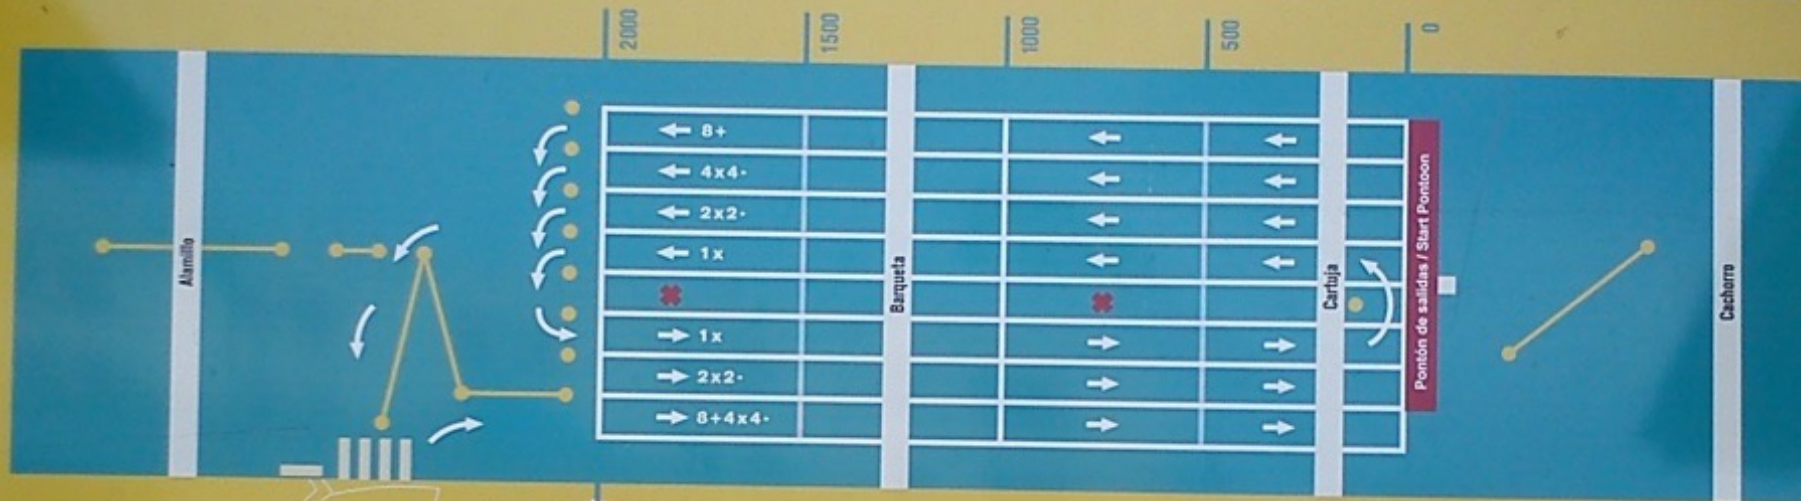 2000
1500
1000
500
0
8+
4x4-
2x2-
1x
1x
2x2-
8+4x4-
Alamillo
Barqueta
Cartuja
Pontón de salidas / Start Pontoon
Cachorro